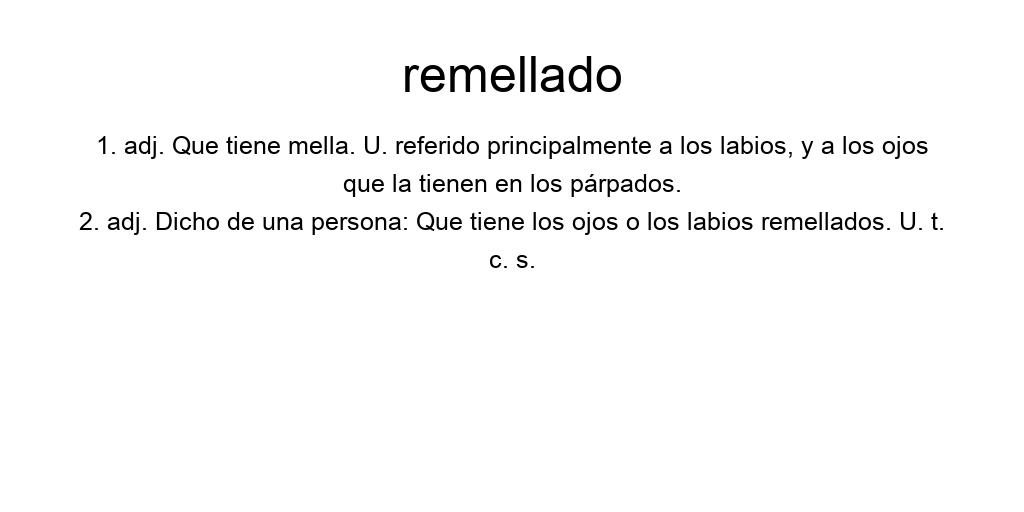 remellado
1. adj. Que tiene mella. U. referido principalmente a los labios, y a los ojos
que la tienen en los párpados.
2. adj. Dicho de una persona: Que tiene los ojos o los labios remellados. U. t.
c. s.